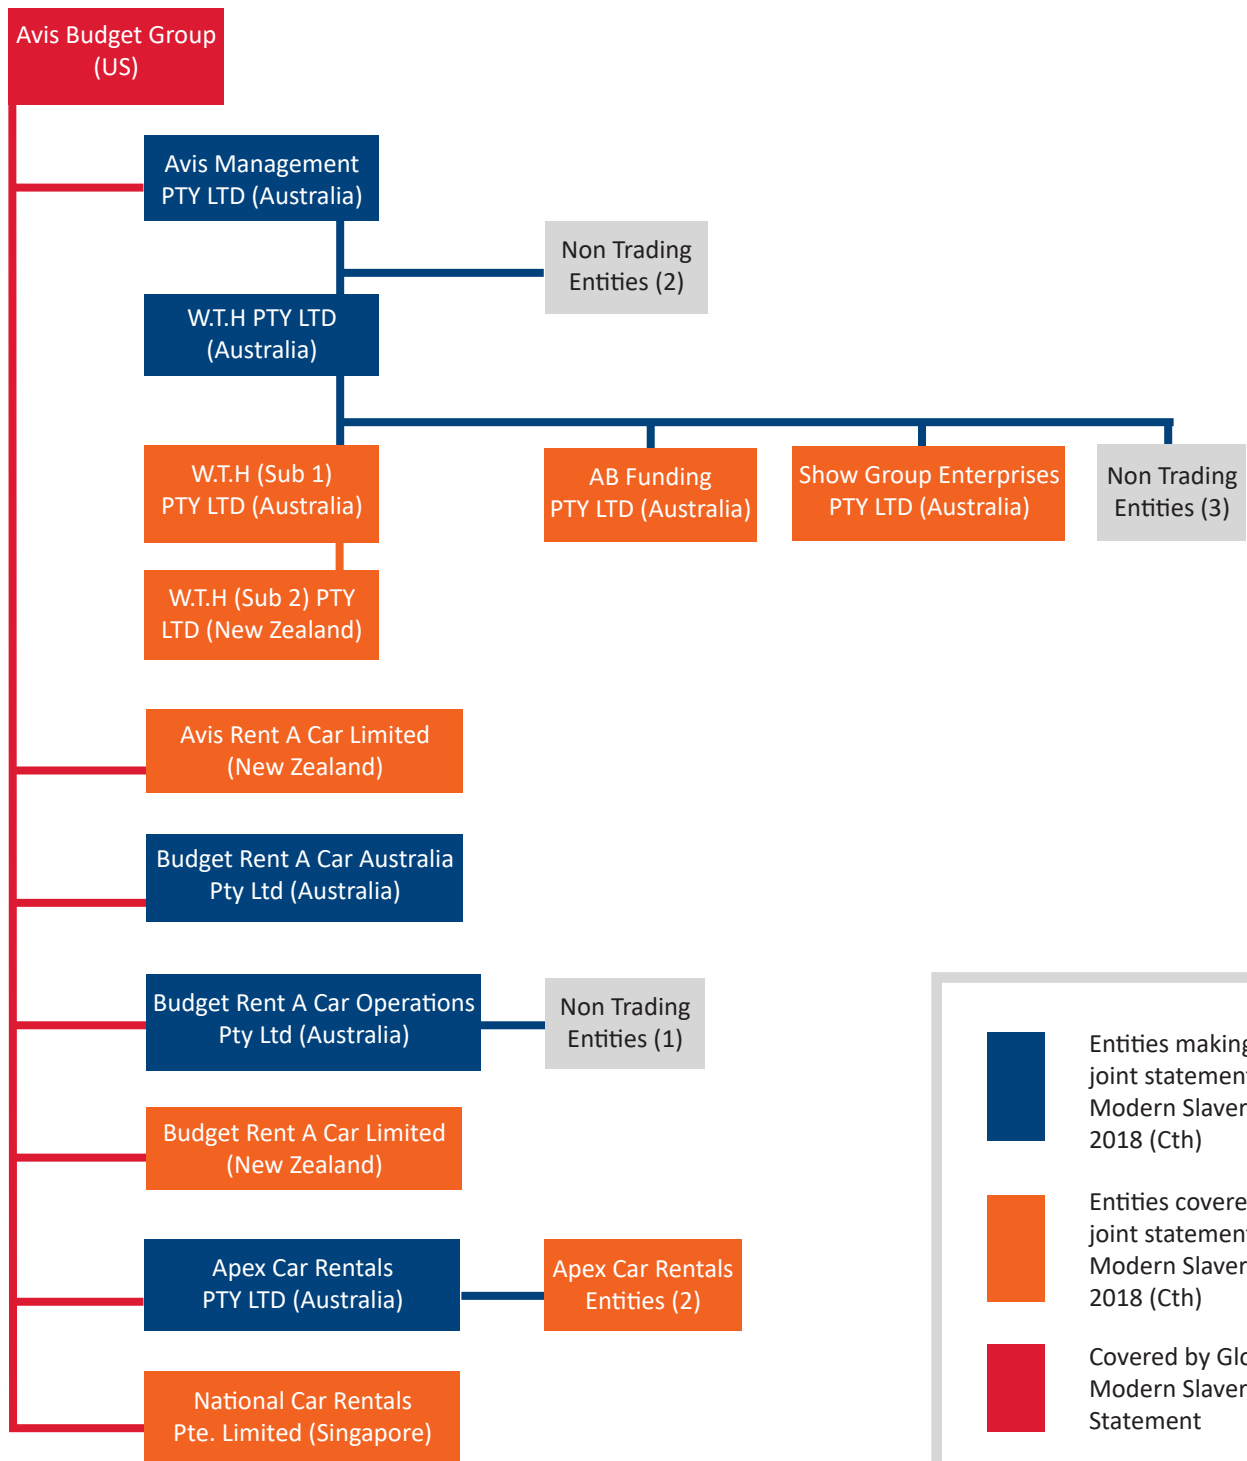 Avis Budget Group
(US)
Avis Management
PTY LTD (Australia)
Non Trading
Entities (2)
W.T.H PTY LTD
(Australia)
W.T.H (Sub 1)
PTY LTD (Australia)
AB Funding
PTY LTD (Australia)
Show Group Enterprises
PTY LTD (Australia)
Non Trading
Entities (3)
W.T.H (Sub 2) PTY
LTD (New Zealand)
Avis Rent A Car Limited
(New Zealand)
Budget Rent A Car Australia
Pty Ltd (Australia)
Budget Rent A Car Operations
Pty Ltd (Australia)
Non Trading
Entities (1)
Budget Rent A Car Limited
(New Zealand)
Apex Car Rentals
PTY LTD (Australia)
Apex Car Rentals
Entities (2)
National Car Rentals
Pte. Limited (Singapore)
Entities making
joint statement
Modern Slaver
2018 (Cth)
Entities covere
joint statement
Modern Slaver
2018 (Cth)
Covered by Glo
Modern Slaver
Statement